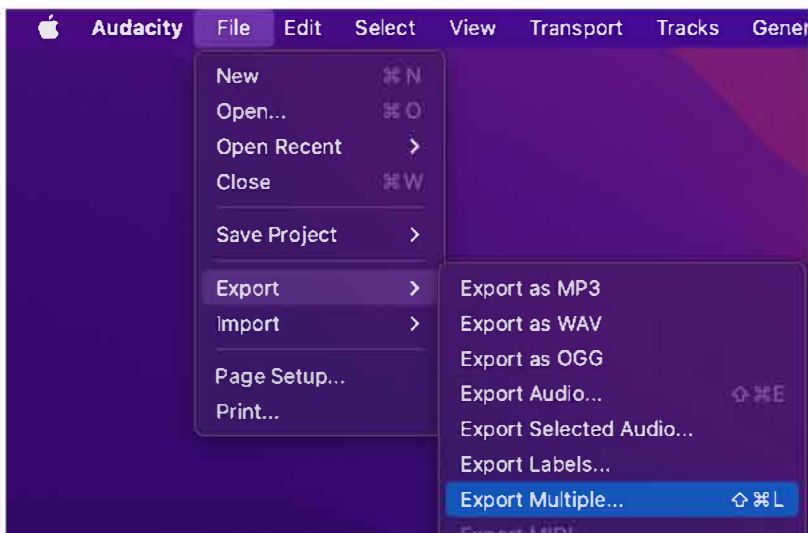 Audacity File Edit Select View Transport Tracks Gener
New ⌘ N
Open... ⌘ O
Open Recent >
Close ⌘ W
Save Project >
Export >
Import >
Page Setup...
Print...
Export as MP3
Export as WAV
Export as OGG
Export Audio... ⇧ ⌘ E
Export Selected Audio...
Export Labels...
Export Multiple... ⇧ ⌘ L